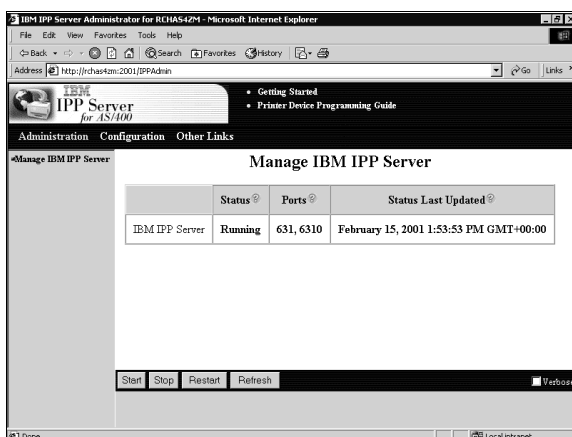 IBM IPP Server Administrator for RCHAS4ZM - Microsoft Internet Explorer
File Edit View Favorites Tools Help
Back Search Favorites History
Address http://rchas4zm:2001/IPPAdmin Go Links
IBM
IPP Server
for AS/400
Getting Started
Printer Device Programming Guide
Administration Configuration Other Links
Manage IBM IPP Server
Manage IBM IPP Server
Status Ports Status Last Updated
IBM IPP Server Running 631, 6310 February 15, 2001 1:53:53 PM GMT+00:00
Start Stop Restart Refresh Verbose
Done Local intranet